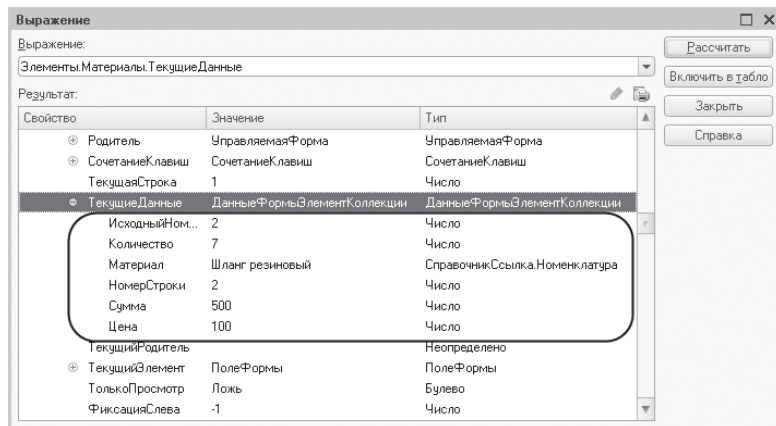 Выражение
Выражение:
Элементы.Материалы.ТекущиеДанные
Рассчитать
Включить в табло
Закрыть
Справка
Результат:
Свойство Значение Тип
Родитель УправляемаяФорма УправляемаяФорма
СочетаниеКлавиш СочетаниеКлавиш СочетаниеКлавиш
ТекущаяСтрока 1 Число
ТекущиеДанные ДанныеФормыЭлементКоллекции ДанныеФормыЭлементКоллекции
ИсходныйНом... 2 Число
Количество 7 Число
Материал Шланг резиновый СправочникСсылка.Номенклатура
НомерСтроки 2 Число
Сумма 500 Число
Цена 100 Число
ТекущийРодитель Неопределено
ТекущийЭлемент ПолеФормы ПолеФормы
ТолькоПросмотр Ложь Булево
ФиксацияСлева -1 Число